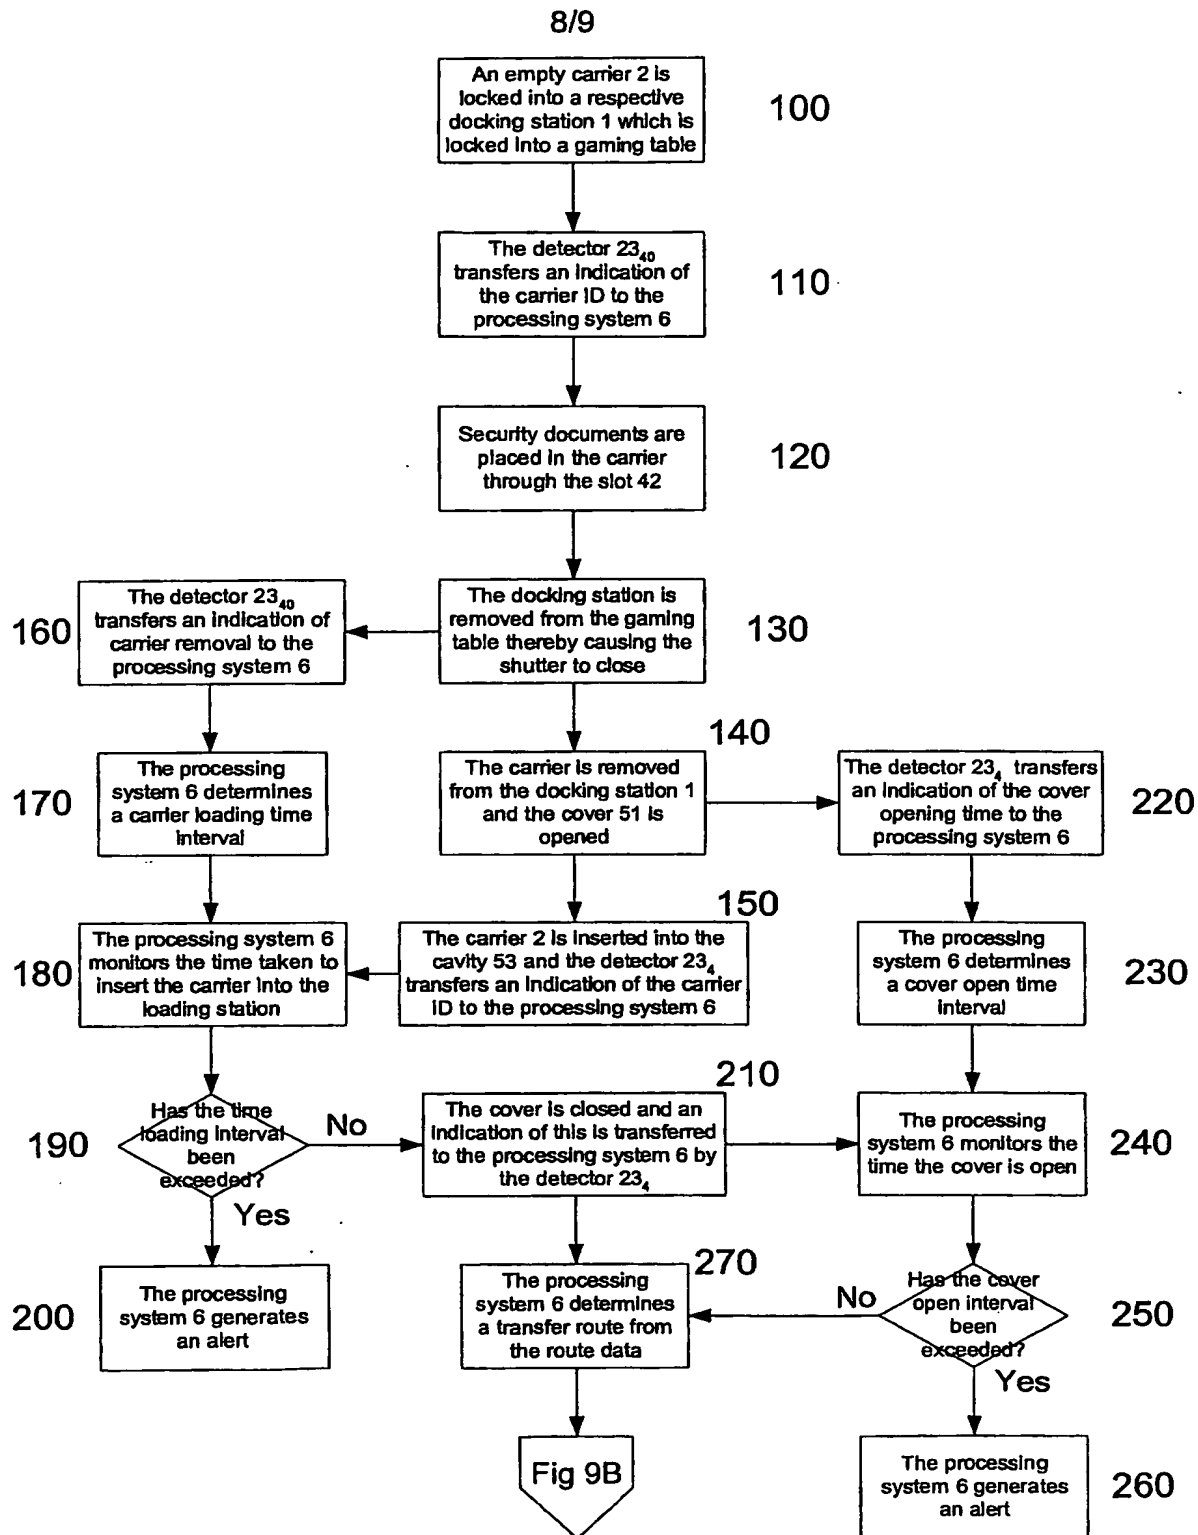 8/9
An empty carrier 2 is
locked into a respective
docking station 1 which is
locked into a gaming table
100
The detector 23₄₀
transfers an indication of
the carrier ID to the
processing system 6
110
Security documents are
placed in the carrier
through the slot 42
120
160
The detector 23₄₀
transfers an indication of
carrier removal to the
processing system 6
The docking station is
removed from the gaming
table thereby causing the
shutter to close
130
170
The processing
system 6 determines
a carrier loading time
interval
140
The carrier is removed
from the docking station 1
and the cover 51 is
opened
The detector 23₄ transfers
an indication of the cover
opening time to the
processing system 6
220
180
The processing system 6
monitors the time taken to
insert the carrier into the
loading station
150
The carrier 2 is inserted into the
cavity 53 and the detector 23₄
transfers an indication of the carrier
ID to the processing system 6
The processing
system 6 determines
a cover open time
interval
230
190
Has the time
loading interval
been
exceeded?
No
Yes
210
The cover is closed and an
indication of this is transferred
to the processing system 6 by
the detector 23₄
The processing
system 6 monitors the
time the cover is open
240
200
The processing
system 6 generates
an alert
270
The processing
system 6 determines
a transfer route from
the route data
No
Has the cover
open interval
been
exceeded?
250
Yes
Fig 9B
The processing
system 6 generates
an alert
260